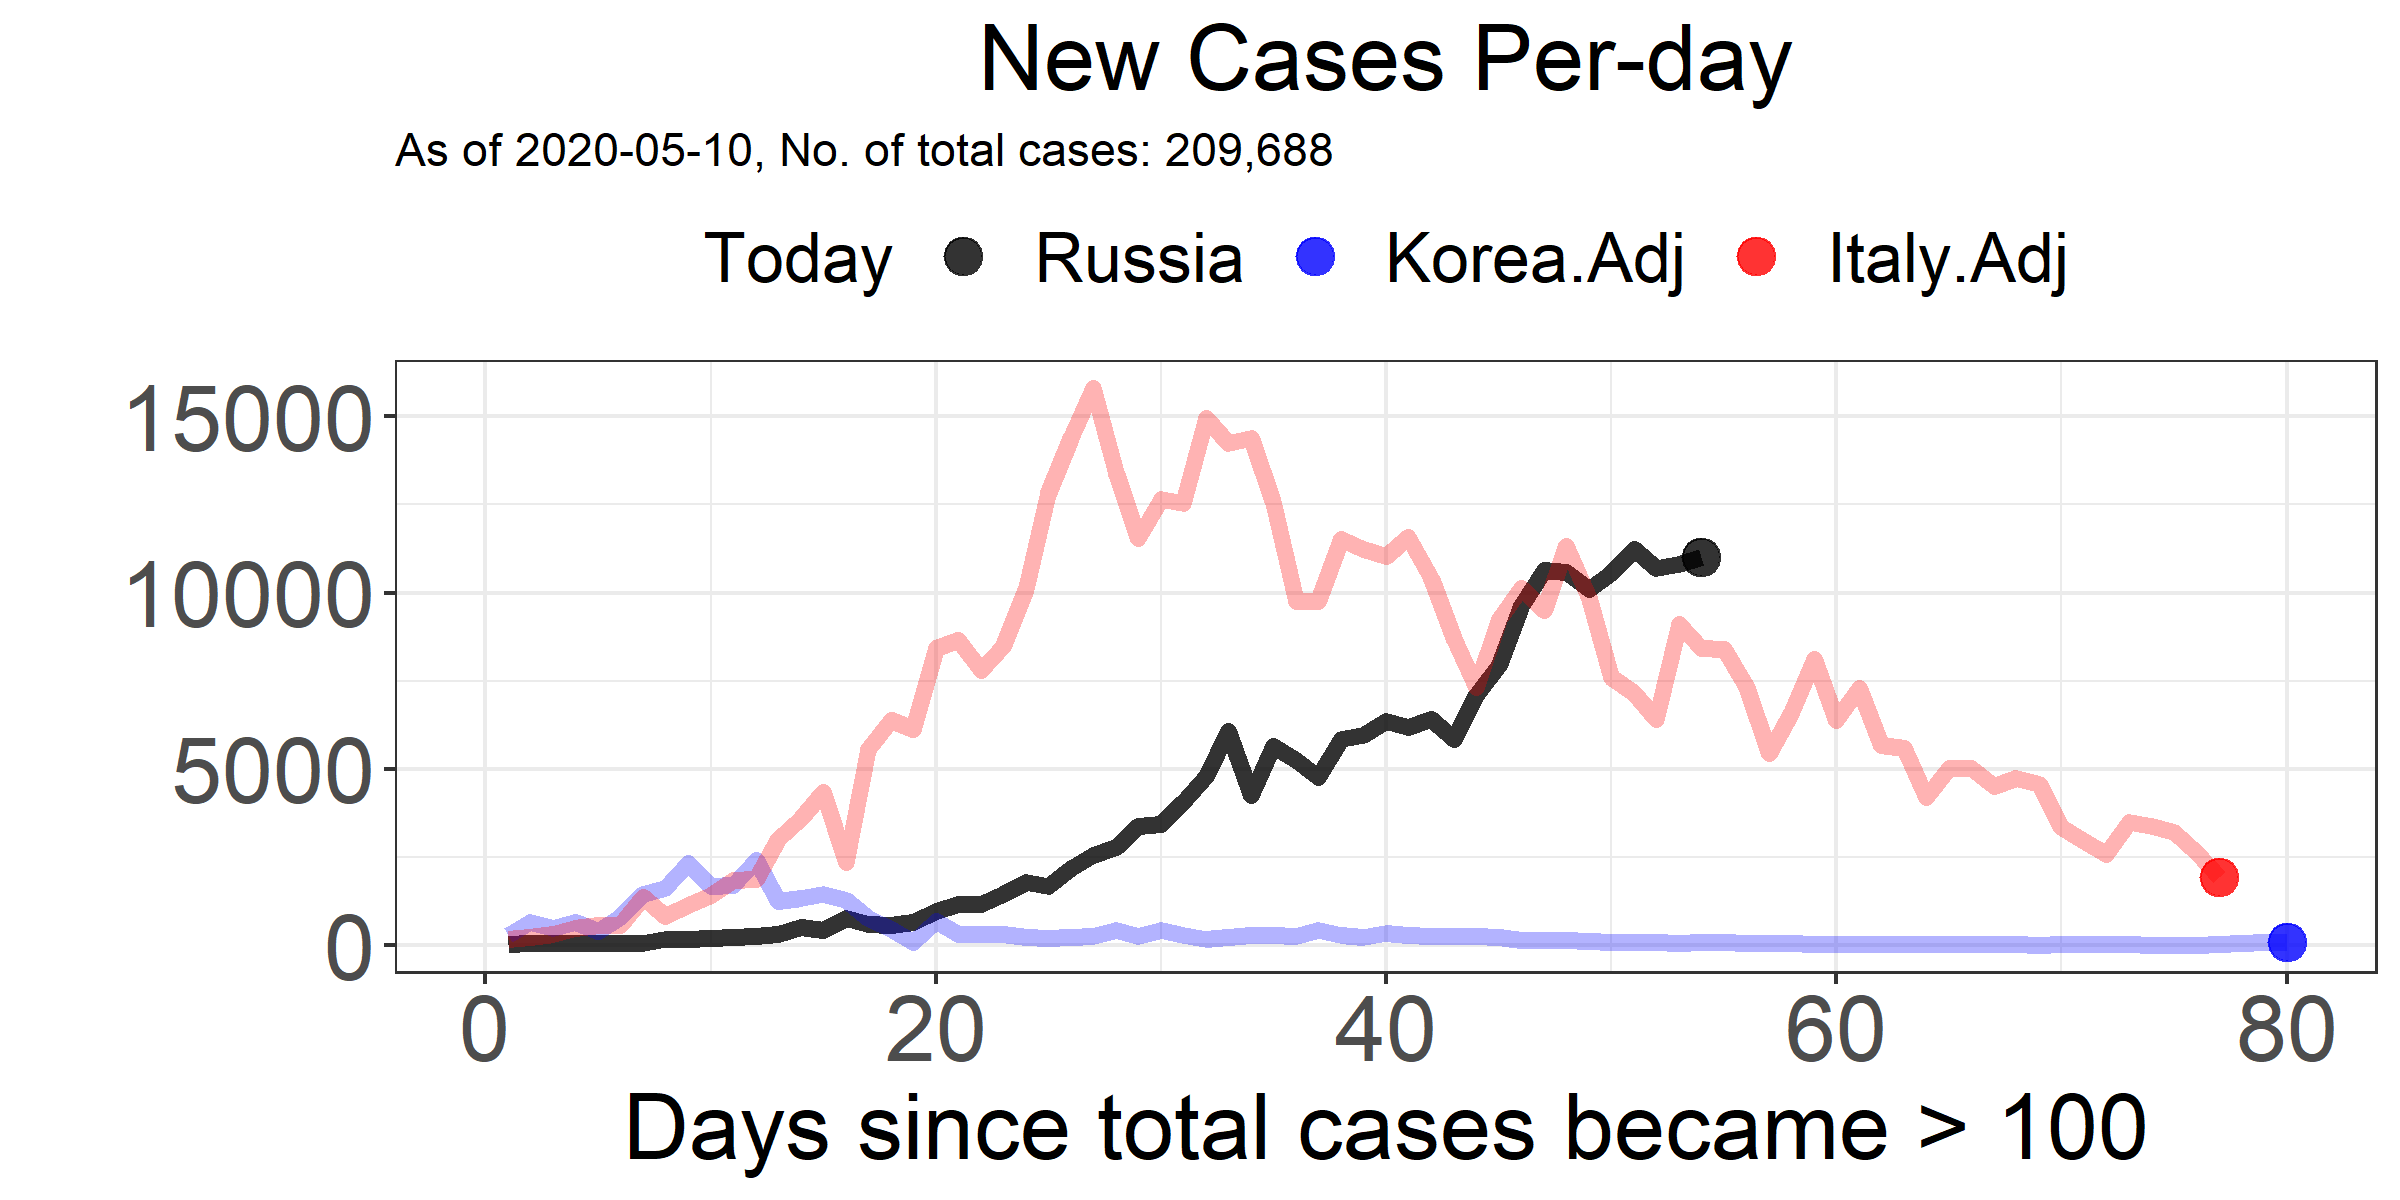 New Cases Per-day
As of 2020-05-10, No. of total cases: 209,688
Today Russia Korea.Adj Italy.Adj
15000
10000
5000
0
0 20 40 60 80
Days since total cases became > 100